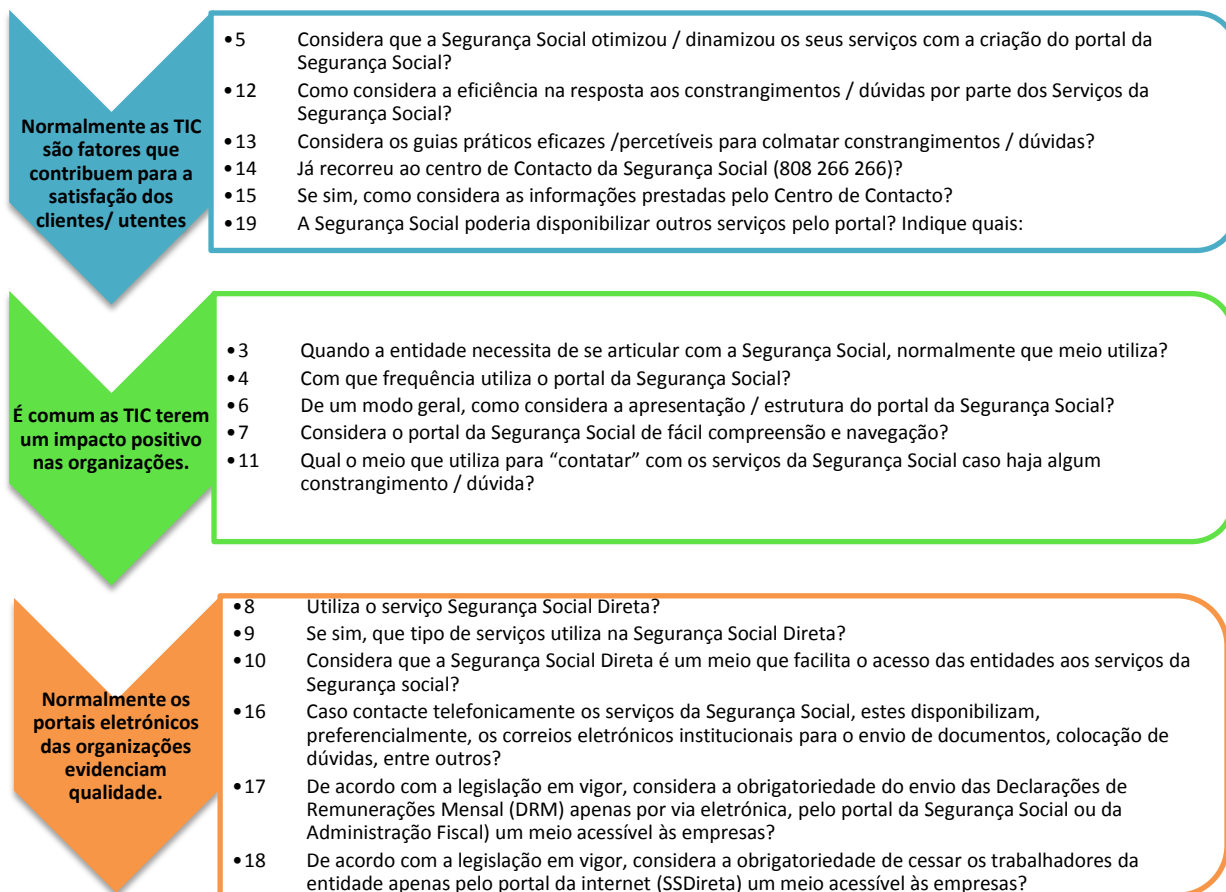 Normalmente as TIC
são fatores que
contribuem para a
satisfação dos
clientes/ utentes
•5 Considera que a Segurança Social otimizou / dinamizou os seus serviços com a criação do portal da
Segurança Social?
•12 Como considera a eficiência na resposta aos constrangimentos / dúvidas por parte dos Serviços da
Segurança Social?
•13 Considera os guias práticos eficazes /percetíveis para colmatar constrangimentos / dúvidas?
•14 Já recorreu ao centro de Contacto da Segurança Social (808 266 266)?
•15 Se sim, como considera as informações prestadas pelo Centro de Contacto?
•19 A Segurança Social poderia disponibilizar outros serviços pelo portal? Indique quais:
É comum as TIC terem
um impacto positivo
nas organizações.
•3 Quando a entidade necessita de se articular com a Segurança Social, normalmente que meio utiliza?
•4 Com que frequência utiliza o portal da Segurança Social?
•6 De um modo geral, como considera a apresentação / estrutura do portal da Segurança Social?
•7 Considera o portal da Segurança Social de fácil compreensão e navegação?
•11 Qual o meio que utiliza para “contatar” com os serviços da Segurança Social caso haja algum
constrangimento / dúvida?
Normalmente os
portais eletrónicos
das organizações
evidenciam
qualidade.
•8 Utiliza o serviço Segurança Social Direta?
•9 Se sim, que tipo de serviços utiliza na Segurança Social Direta?
•10 Considera que a Segurança Social Direta é um meio que facilita o acesso das entidades aos serviços da
Segurança social?
•16 Caso contacte telefonicamente os serviços da Segurança Social, estes disponibilizam,
preferencialmente, os correios eletrónicos institucionais para o envio de documentos, colocação de
dúvidas, entre outros?
•17 De acordo com a legislação em vigor, considera a obrigatoriedade do envio das Declarações de
Remunerações Mensal (DRM) apenas por via eletrónica, pelo portal da Segurança Social ou da
Administração Fiscal) um meio acessível às empresas?
•18 De acordo com a legislação em vigor, considera a obrigatoriedade de cessar os trabalhadores da
entidade apenas pelo portal da internet (SSDireta) um meio acessível às empresas?